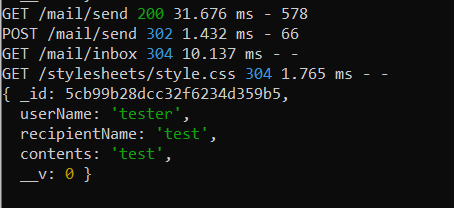 GET /mail/send 200 31.676 ms - 578
POST /mail/send 302 1.432 ms - 66
GET /mail/inbox 304 10.137 ms - -
GET /stylesheets/style.css 304 1.765 ms - -
{ _id: 5cb99b28dcc32f6234d359b5,
  userName: 'tester',
  recipientName: 'test',
  contents: 'test',
  __v: 0 }